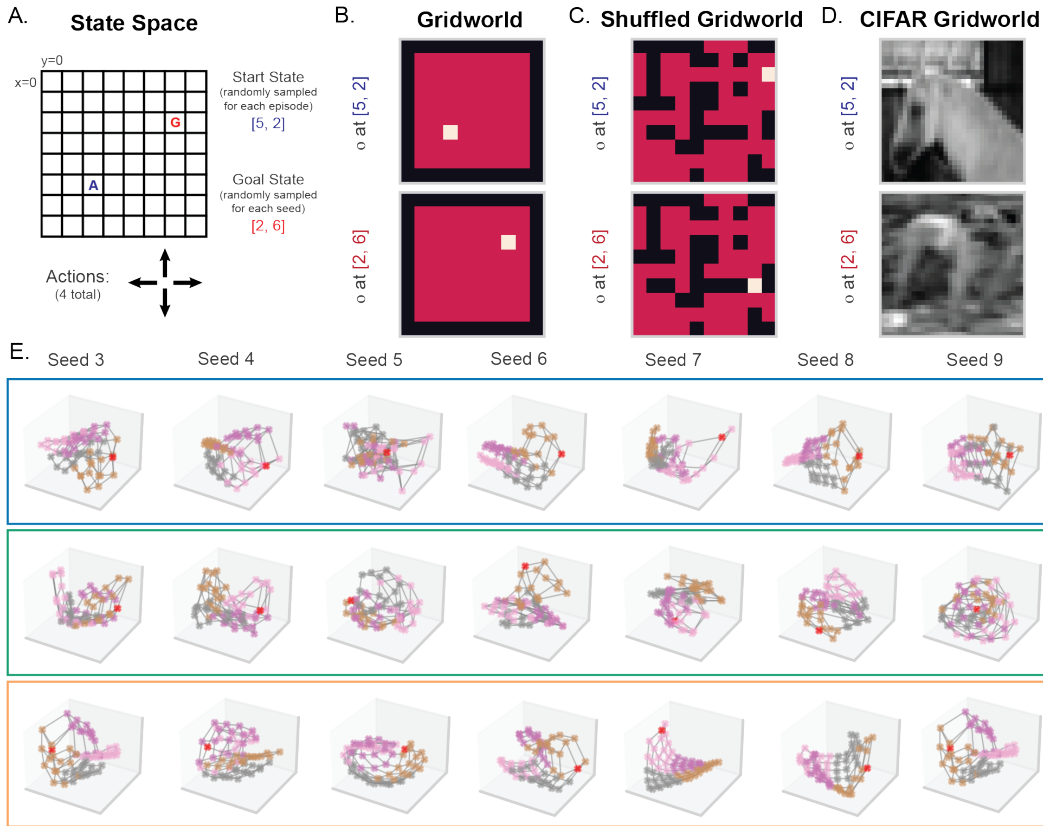 A.
State Space
y=0
x=0
G
A
Start State
(randomly sampled
for each episode)
[5, 2]
Goal State
(randomly sampled
for each seed)
[2, 6]
Actions:
(4 total)
B.
Gridworld
o at [5, 2]
o at [2, 6]
C.
Shuffled Gridworld
o at [5, 2]
o at [2, 6]
D.
CIFAR Gridworld
o at [5, 2]
o at [2, 6]
E.
Seed 3
Seed 4
Seed 5
Seed 6
Seed 7
Seed 8
Seed 9